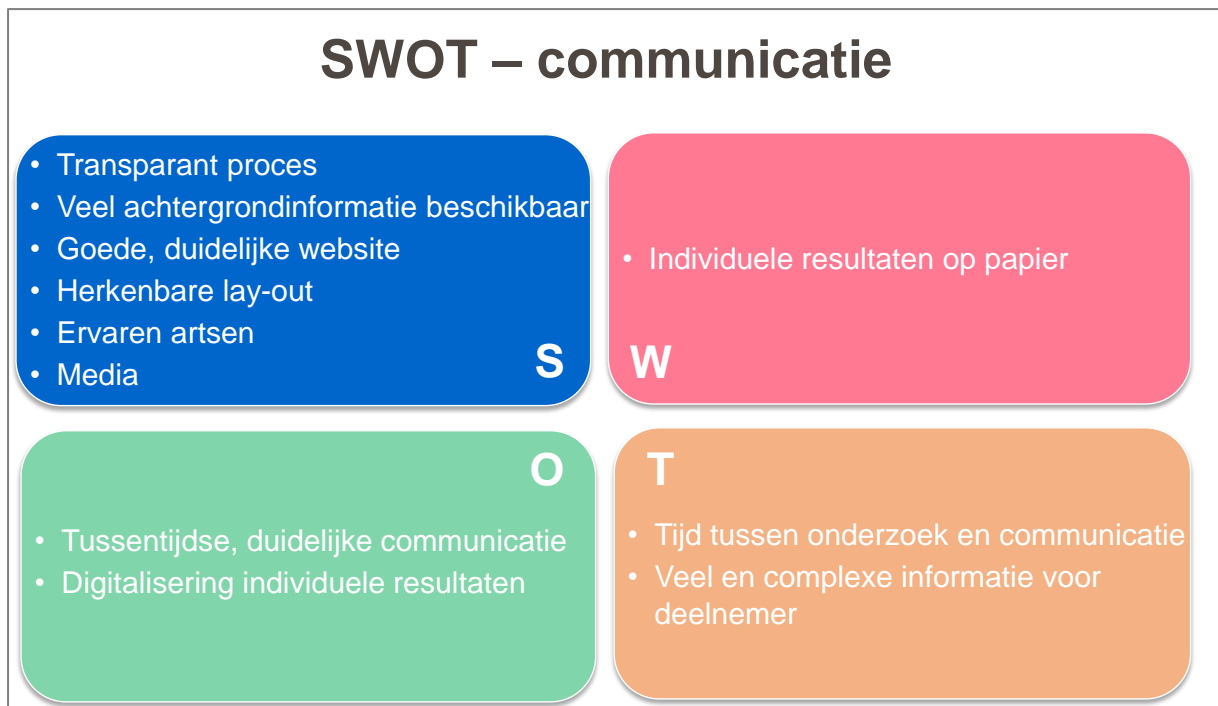 SWOT – communicatie
• Transparant proces
• Veel achtergrondinformatie beschikbaar
• Goede, duidelijke website
• Herkenbare lay-out
• Ervaren artsen
• Media
S
• Individuele resultaten op papier
W
O
• Tussentijdse, duidelijke communicatie
• Digitalisering individuele resultaten
T
• Tijd tussen onderzoek en communicatie
• Veel en complexe informatie voor
deelnemer